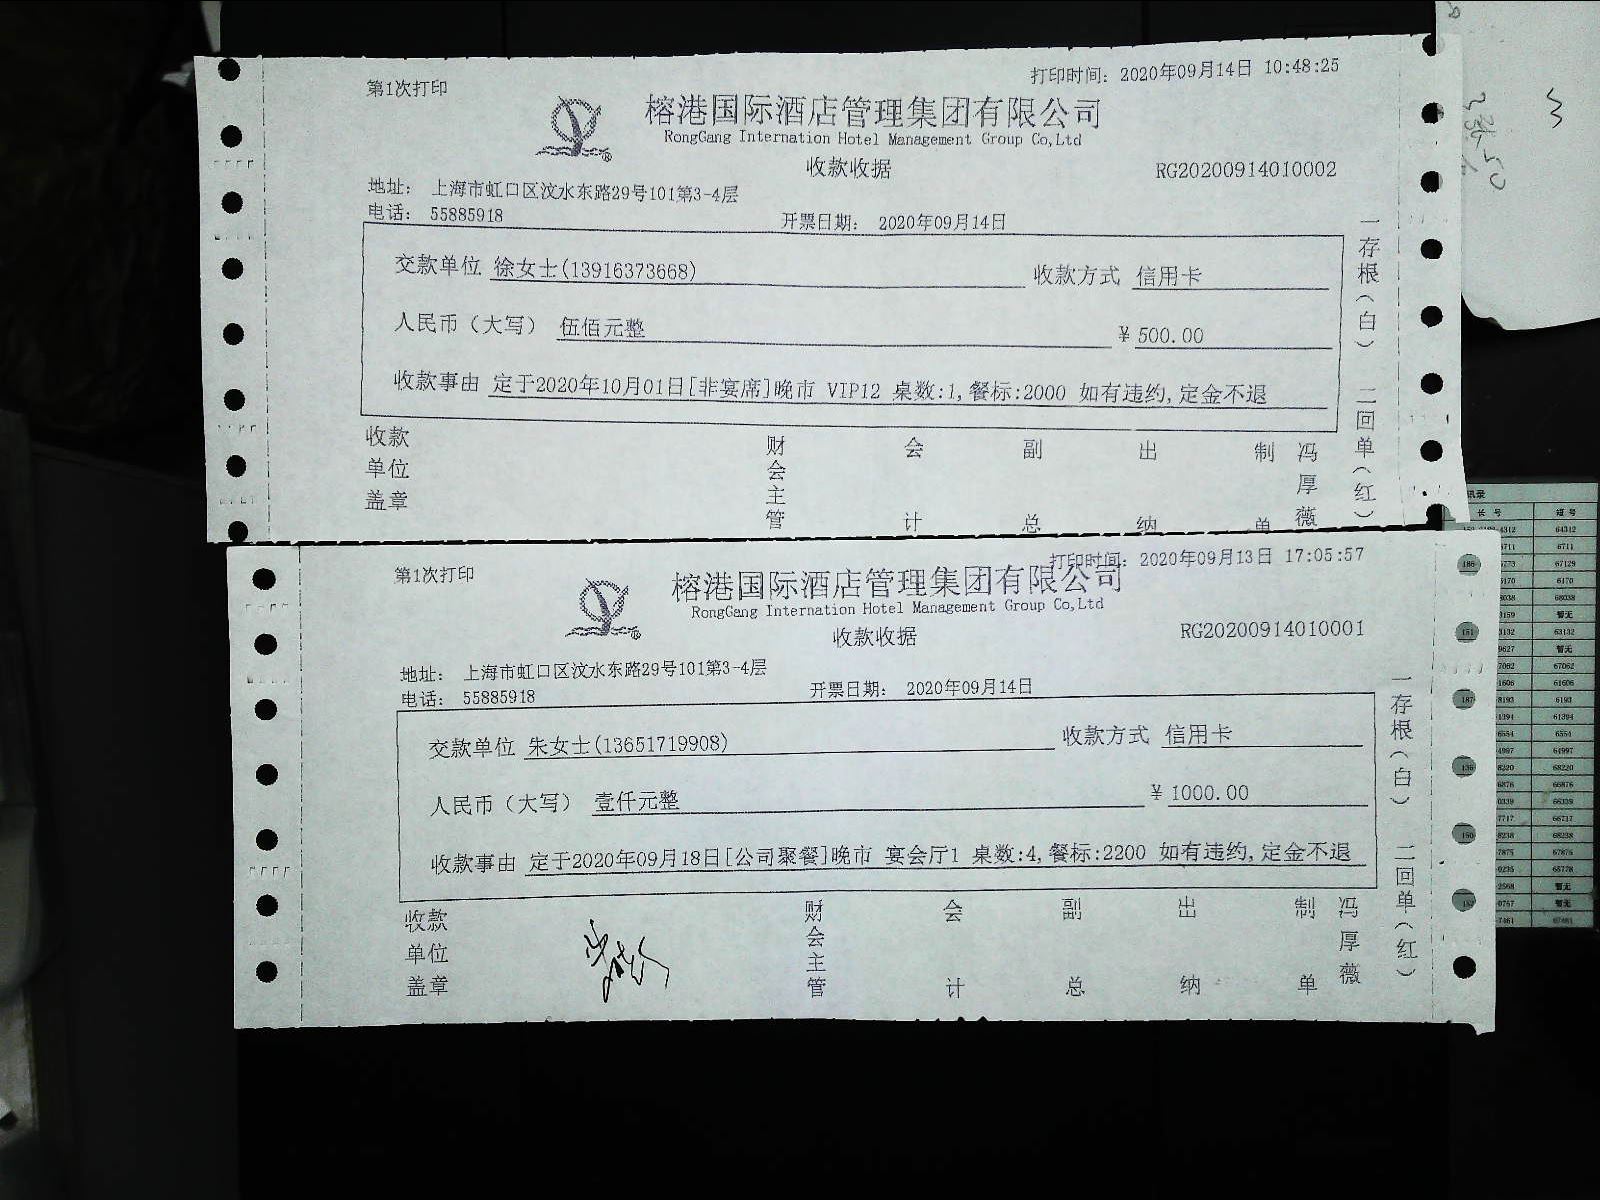 第1次打印
打印时间：2020年09月14日 10:48:25
榕港国际酒店管理集团有限公司
RongGang International Hotel Management Group Co,Ltd
收款收据
RG20200914010002
地址： 上海市虹口区汶水东路29号101第3-4层
电话： 55885918
开票日期： 2020年09月14日
交款单位 徐女士(13916373668) 收款方式 信用卡
人民币（大写） 伍佰元整 ¥ 500.00
收款事由 定于2020年10月01日[非宴席]晚市 VIP12 桌数:1,餐标:2000 如有违约,定金不退
收款单位盖章
财会主管
会计
副总
出纳
制单
冯厚薇
一存根（白） 二回单（红）
第1次打印
打印时间：2020年09月13日 17:05:57
榕港国际酒店管理集团有限公司
RongGang International Hotel Management Group Co,Ltd
收款收据
RG20200914010001
地址： 上海市虹口区汶水东路29号101第3-4层
电话： 55885918
开票日期： 2020年09月14日
交款单位 朱女士(13651719908) 收款方式 信用卡
人民币（大写） 壹仟元整 ¥ 1000.00
收款事由 定于2020年09月18日[公司聚餐]晚市 宴会厅1 桌数:4,餐标:2200 如有违约,定金不退
收款单位盖章
财会主管
会计
副总
出纳
制单
冯厚薇
一存根（白） 二回单（红）